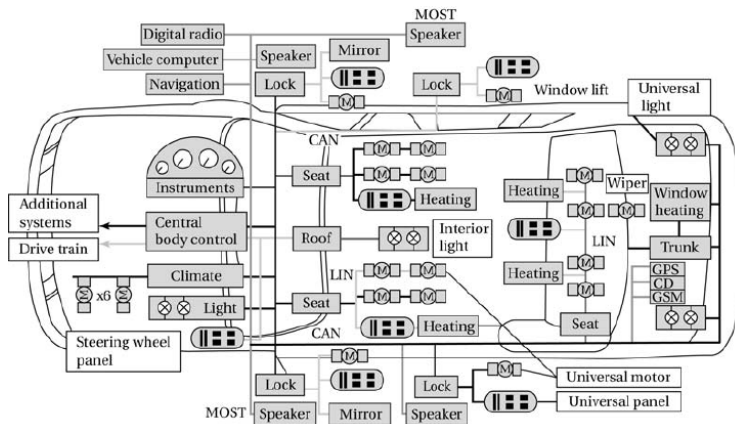 MOST
Digital radio
Speaker
Vehicle computer
Speaker
Mirror
Navigation
Lock
Lock
M
M
Window lift
Universal
light
CAN
M
M
Instruments
Seat
M
M
Heating
Heating
M
Wiper
M
M
Window
heating
Additional
systems
Central
body control
Roof
Interior
light
LIN
Trunk
Drive train
Climate
LIN
M
M
Heating
M
GPS
CD
GSM
M
x6
M
Light
Seat
M
M
M
Seat
Steering wheel
panel
CAN
Heating
M
M
Lock
Lock
Universal motor
MOST
Speaker
Mirror
Speaker
Universal panel